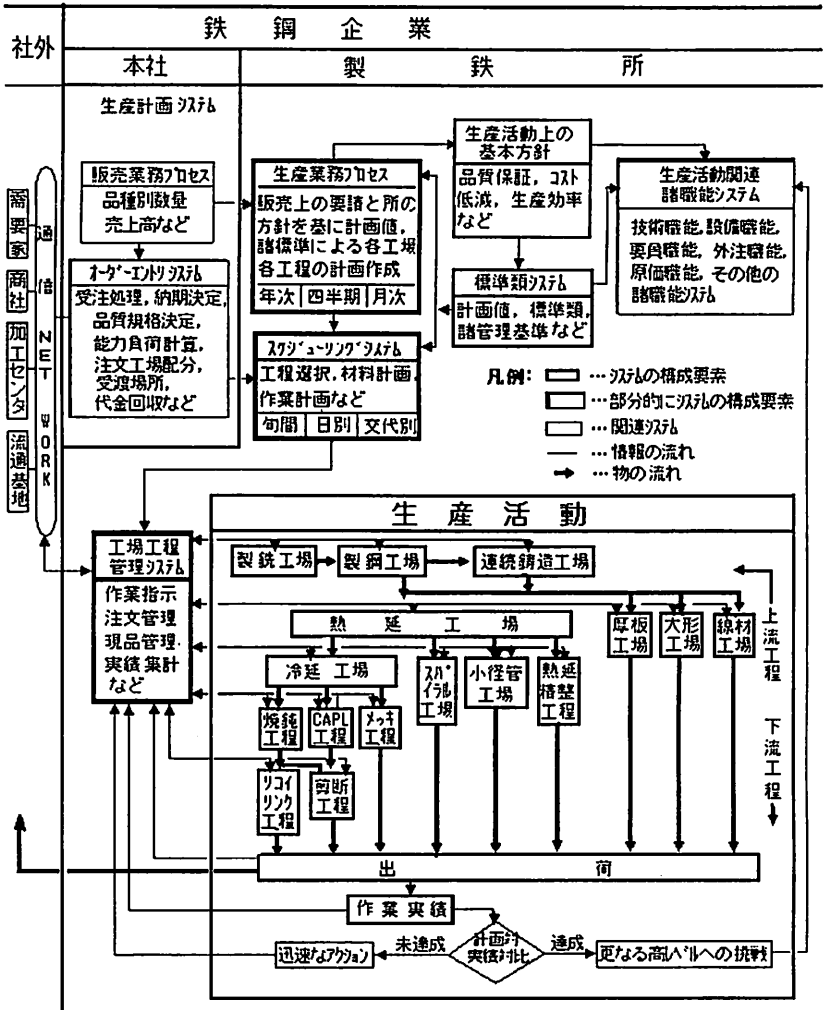 社外
鉄鋼企業
本社
製鉄所
生産計画システム
販売業務プロセス
品種別数量
売上高など
オーダーエントリシステム
受注処理,納期決定,
品質規格決定,
能力負荷計算,
注文工場配分,
受渡場所,
代金回収など
需要家
商社
加工センタ
流通基地
通信 NET WORK
生産業務プロセス
販売上の要請と所の
方針を基に計画値,
諸標準による各工場
各工程の計画作成
年次 四半期 月次
スケジューリングシステム
工程選択,材料計画,
作業計画など
旬間 日別 交代別
生産活動上の
基本方針
品質保証,コスト
低減,生産効率
など
標準類システム
計画値,標準類,
諸管理基準など
生産活動関連
諸職能システム
技術職能,設備職能,
要員職能,外注職能,
原価職能,その他の
諸職能システム
凡例:
…システムの構成要素
…部分的にシステムの構成要素
…関連システム
…情報の流れ
…物の流れ
工場工程
管理システム
作業指示
注文管理
現品管理
実績集計
など
生産活動
製銑工場
製鋼工場
連続鋳造工場
熱延工場
厚板
工場
大形
工場
線材
工場
上流工程
冷延工場
スパ
イラル
工場
小径管
工場
熱延
精整
工程
焼鈍
工程
CAPL
工程
メッキ
工程
下流工程
リコイ
リンク
工程
剪断
工程
出荷
作業実績
計画対
実績対比
未達成
達成
迅速なアクション
更なる高レベルへの挑戦